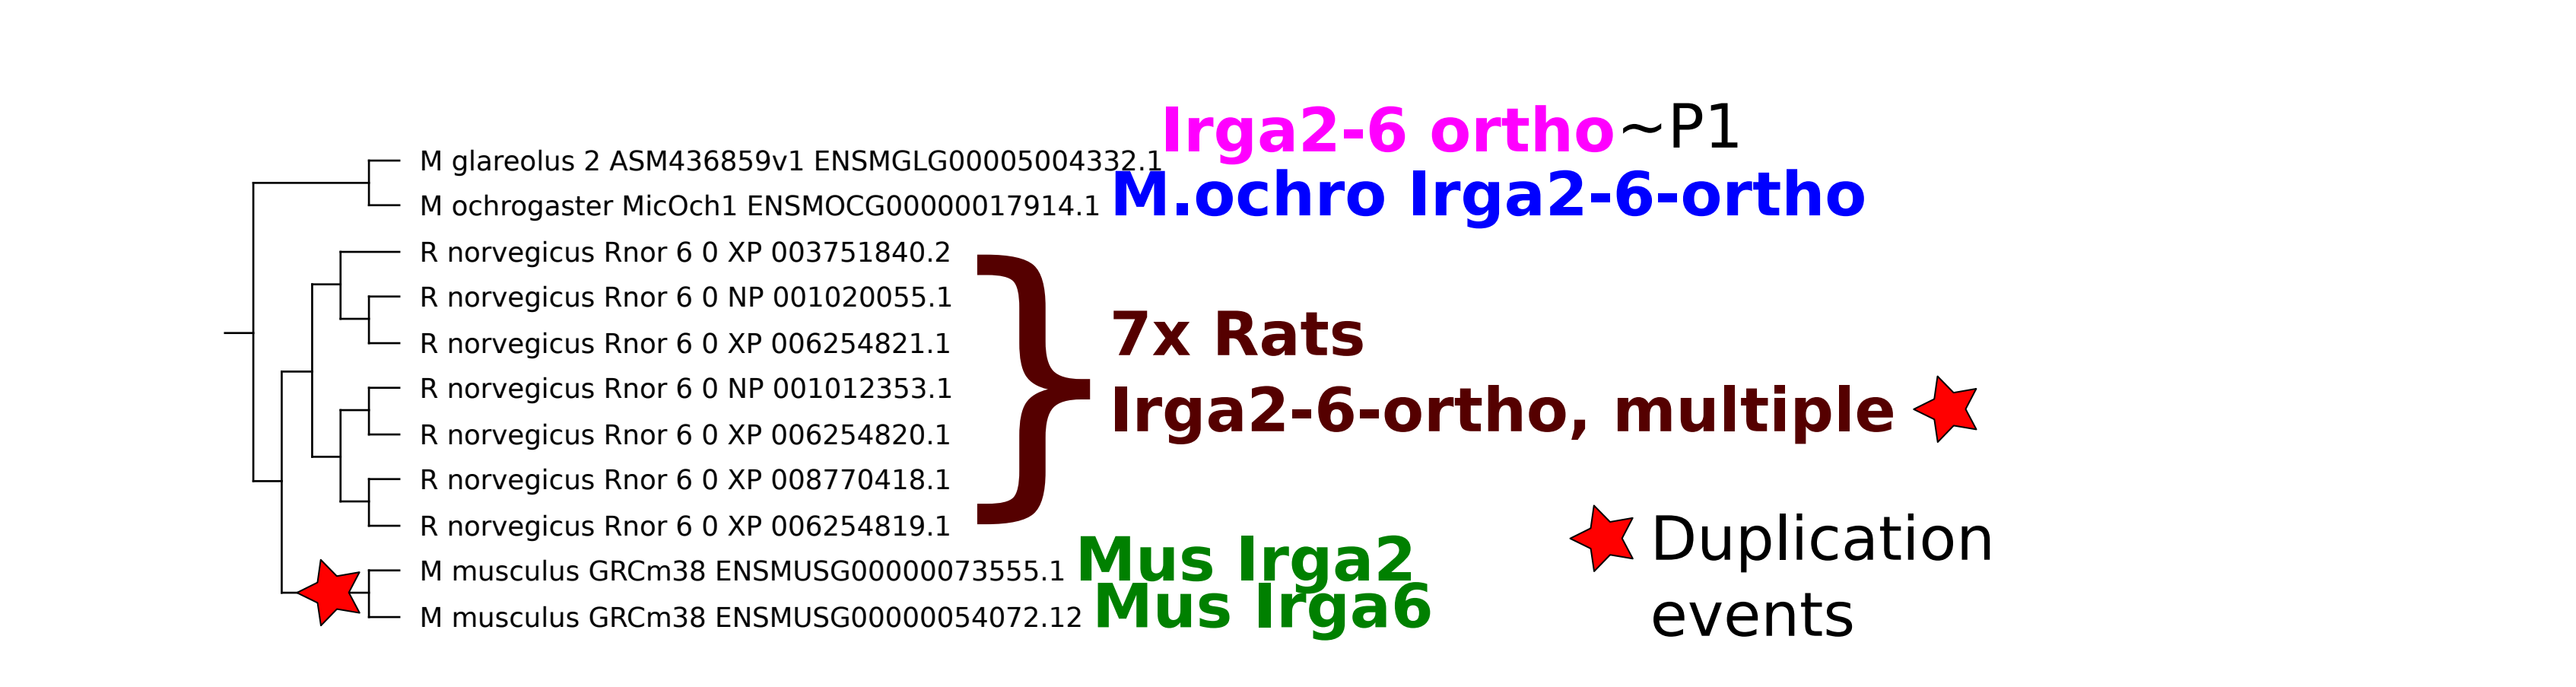 Irga2-6 ortho~P1
M glareolus 2 ASM436859v1 ENSMGLG00005004332.1
M ochrogaster MicOch1 ENSMOCG00000017914.1 M.ochro Irga2-6-ortho
R norvegicus Rnor 6 0 XP 003751840.2
R norvegicus Rnor 6 0 NP 001020055.1
R norvegicus Rnor 6 0 XP 006254821.1
R norvegicus Rnor 6 0 NP 001012353.1
R norvegicus Rnor 6 0 XP 006254820.1
R norvegicus Rnor 6 0 XP 008770418.1
R norvegicus Rnor 6 0 XP 006254819.1
}
7x Rats
Irga2-6-ortho, multiple
M musculus GRCm38 ENSMUSG00000073555.1 Mus Irga2
M musculus GRCm38 ENSMUSG00000054072.12 Mus Irga6
Duplication
events